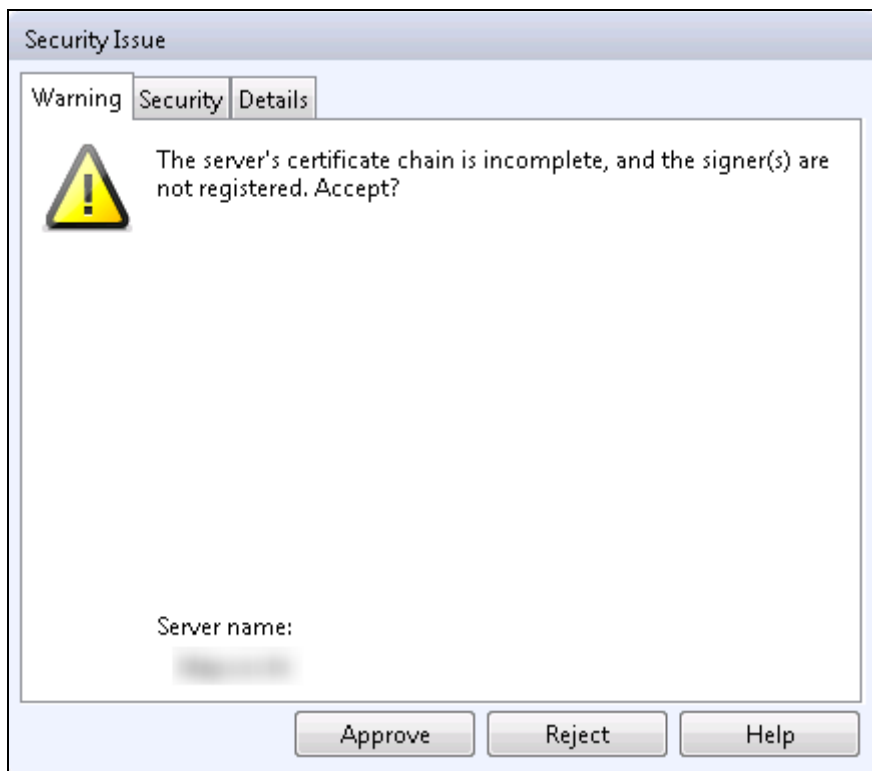 Security Issue
Warning Security Details
The server's certificate chain is incomplete, and the signer(s) are
not registered. Accept?
Server name:
Approve Reject Help